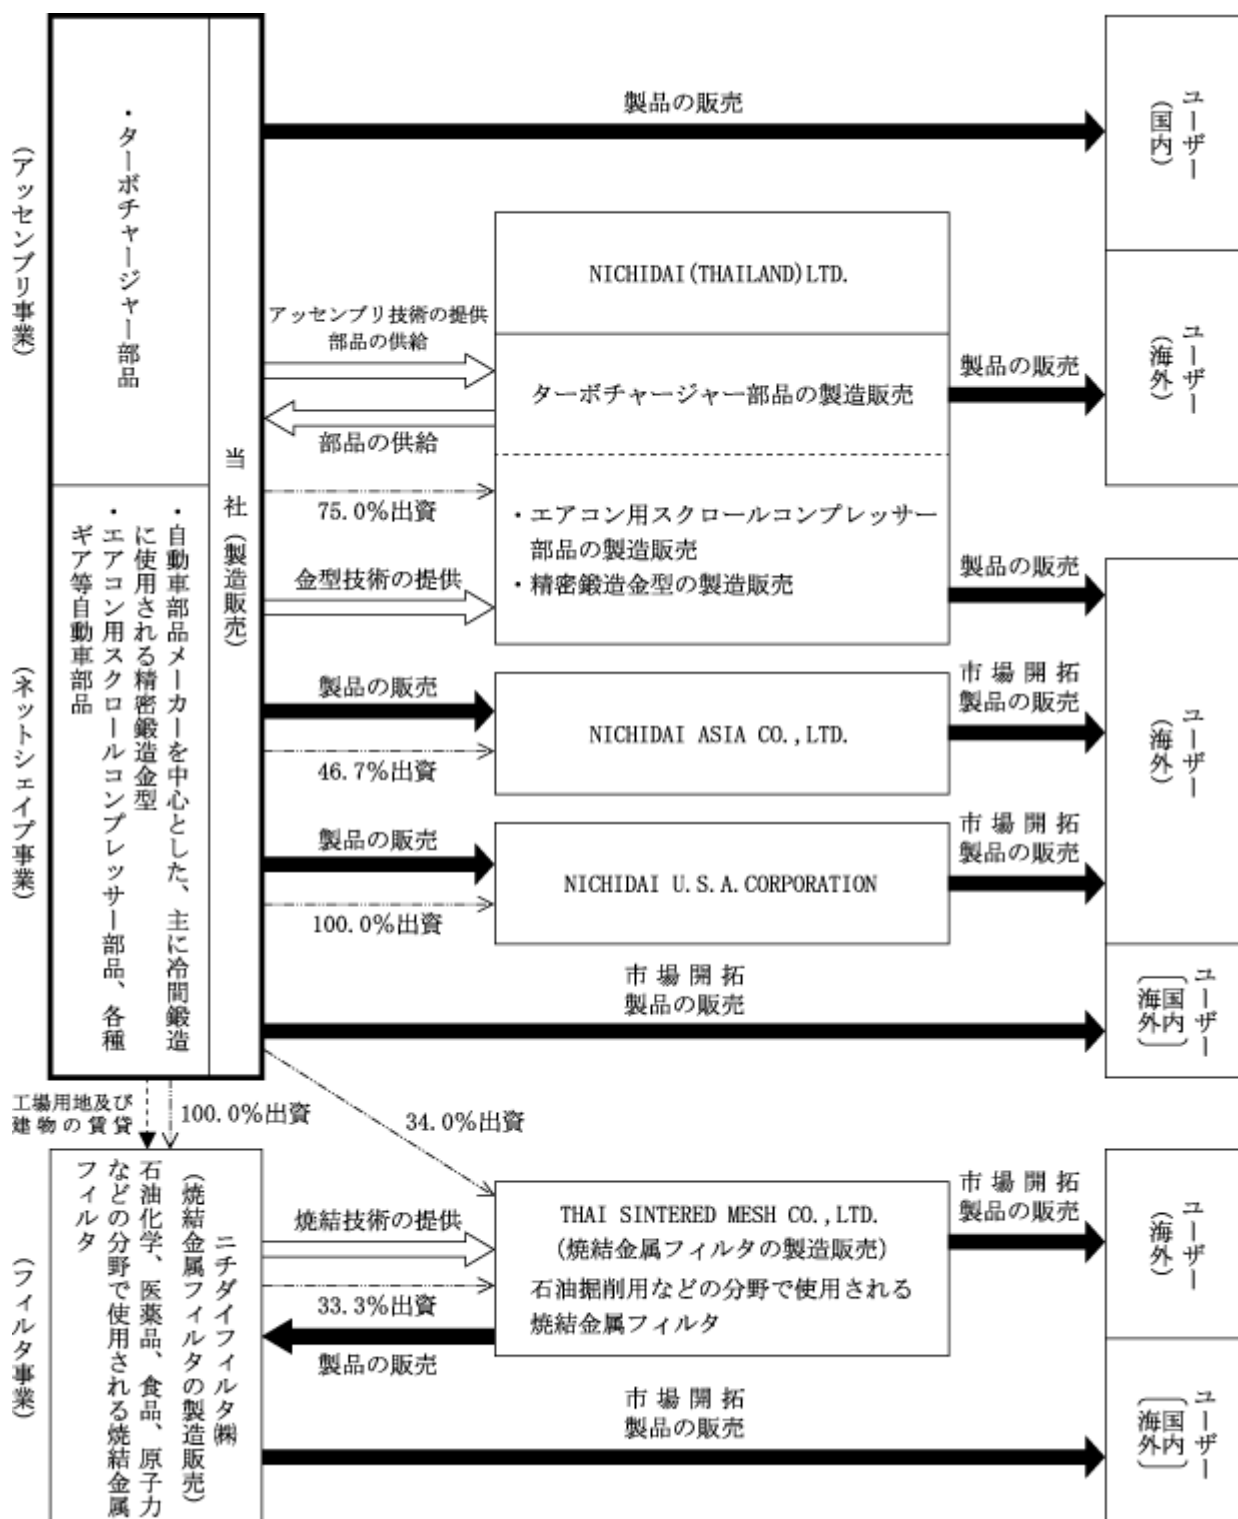 (アッセンブリ事業)
・ターボチャージャー部品
当 社(製造販売)
製品の販売
ユーザー
(国内)
NICHIDAI(THAILAND)LTD.
アッセンブリ技術の提供
部品の供給
ターボチャージャー部品の製造販売
製品の販売
ユーザー
(海外)
部品の供給
75.0%出資
・エアコン用スクロールコンプレッサー
部品の製造販売
・精密鍛造金型の製造販売
金型技術の提供
製品の販売
(ネットシェイプ事業)
・自動車部品メーカーを中心とした、主に冷間鍛造
に使用される精密鍛造金型
・エアコン用スクロールコンプレッサー部品、各種
ギア等自動車部品
製品の販売
46.7%出資
NICHIDAI ASIA CO.,LTD.
市場開拓
製品の販売
ユーザー
(海外)
製品の販売
100.0%出資
NICHIDAI U.S.A.CORPORATION
市場開拓
製品の販売
市場開拓
製品の販売
ユーザー
(国内
海外)
工場用地及び
建物の賃貸
100.0%出資
34.0%出資
(フィルタ事業)
ニチダイフィルタ㈱
(焼結金属フィルタの製造販売)
石油化学、医薬品、食品、原子力
などの分野で使用される焼結金属
フィルタ
焼結技術の提供
33.3%出資
製品の販売
THAI SINTERED MESH CO.,LTD.
(焼結金属フィルタの製造販売)
石油掘削用などの分野で使用される
焼結金属フィルタ
市場開拓
製品の販売
ユーザー
(海外)
市場開拓
製品の販売
ユーザー
(国内
海外)